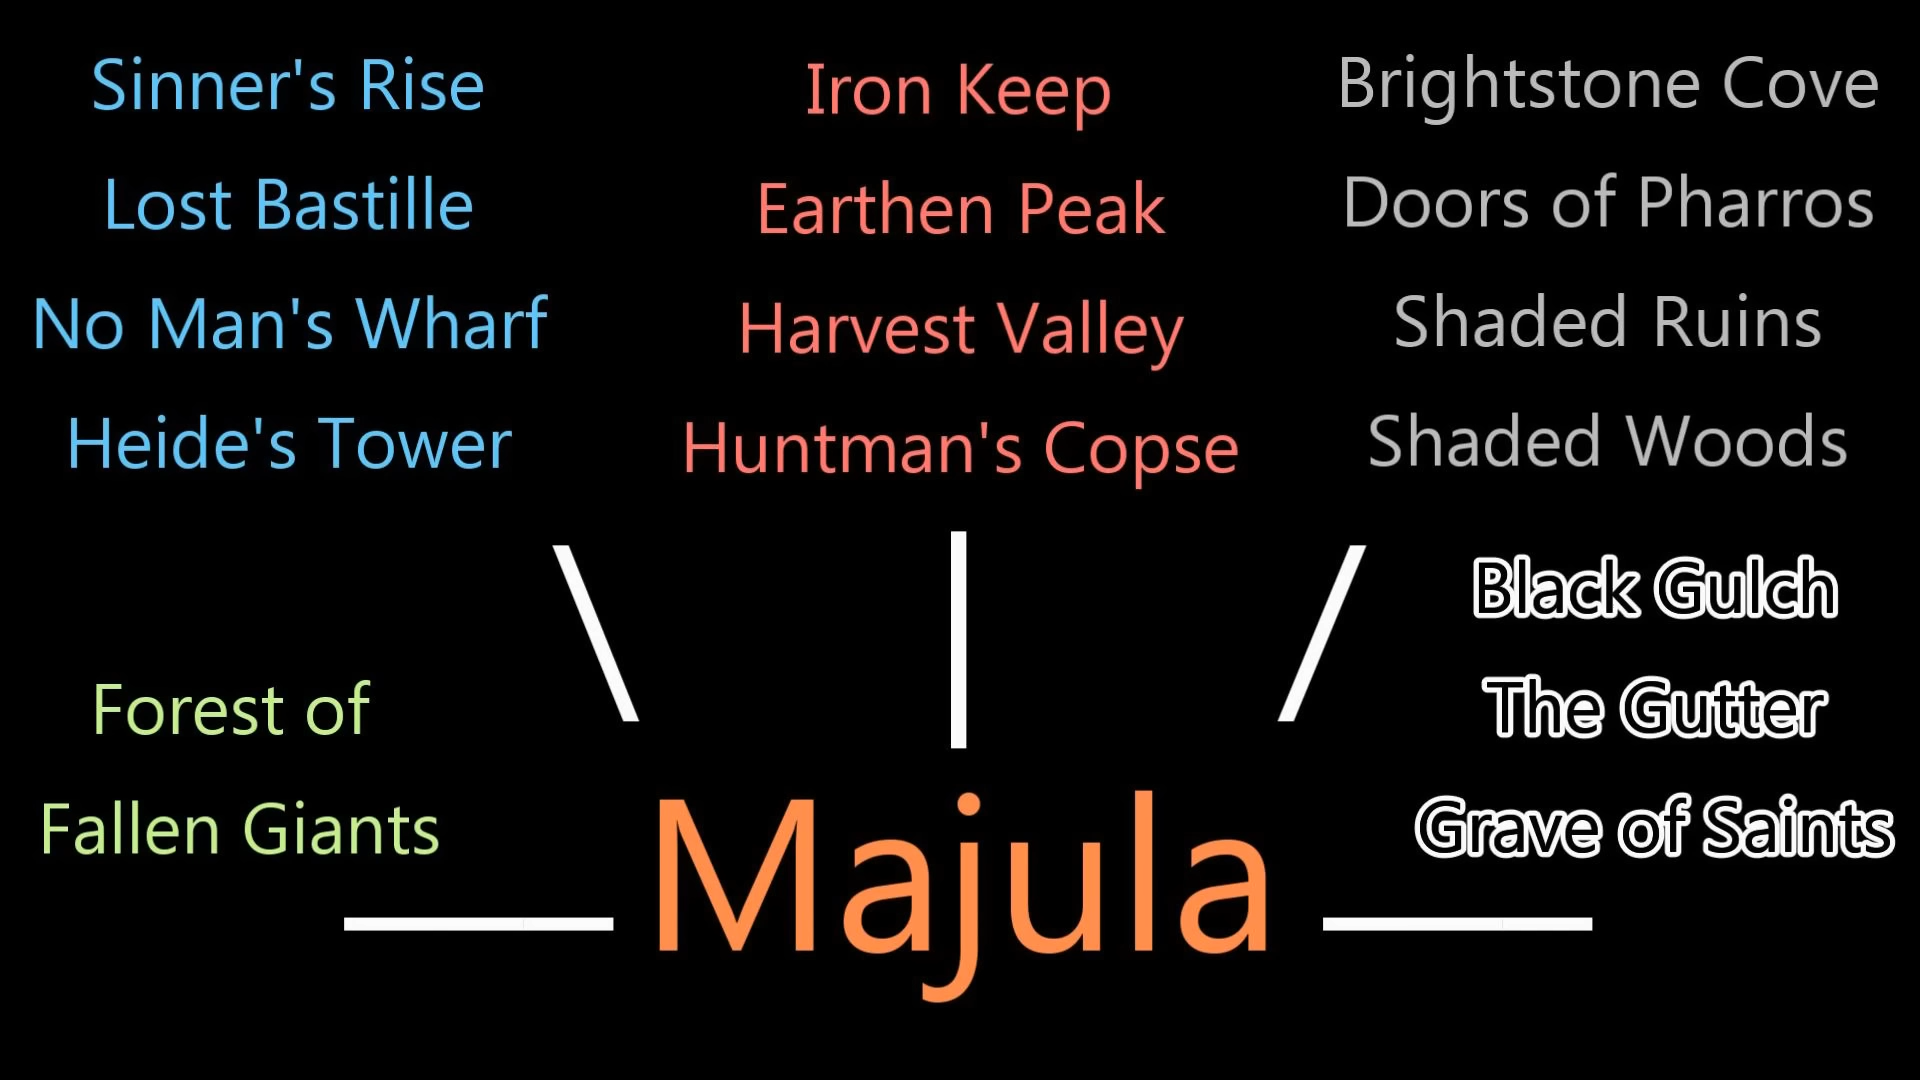 Sinner's Rise
Lost Bastille
No Man's Wharf
Heide's Tower
Iron Keep
Earthen Peak
Harvest Valley
Huntman's Copse
Brightstone Cove
Doors of Pharros
Shaded Ruins
Shaded Woods
Forest of
Fallen Giants
Black Gulch
The Gutter
Grave of Saints
Majula